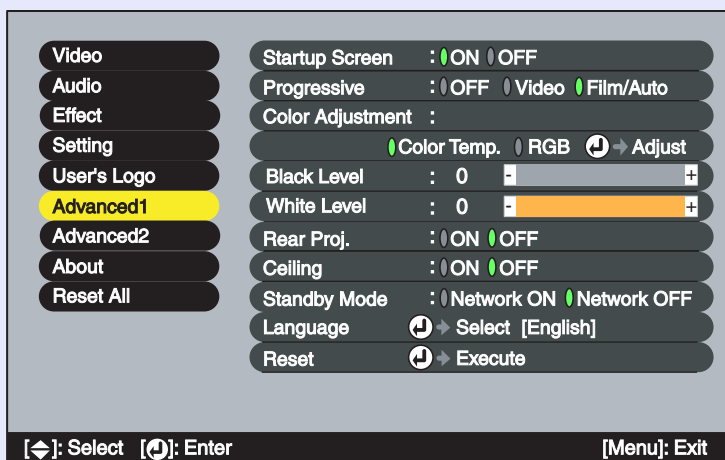 Video
Audio
Effect
Setting
User's Logo
Advanced1
Advanced2
About
Reset All
Startup Screen : ON OFF
Progressive : OFF Video Film/Auto
Color Adjustment :
Color Temp. RGB Adjust
Black Level : 0 - +
White Level : 0 - +
Rear Proj. : ON OFF
Ceiling : ON OFF
Standby Mode : Network ON Network OFF
Language Select [English]
Reset Execute
[ ]: Select [ ]: Enter [Menu]: Exit